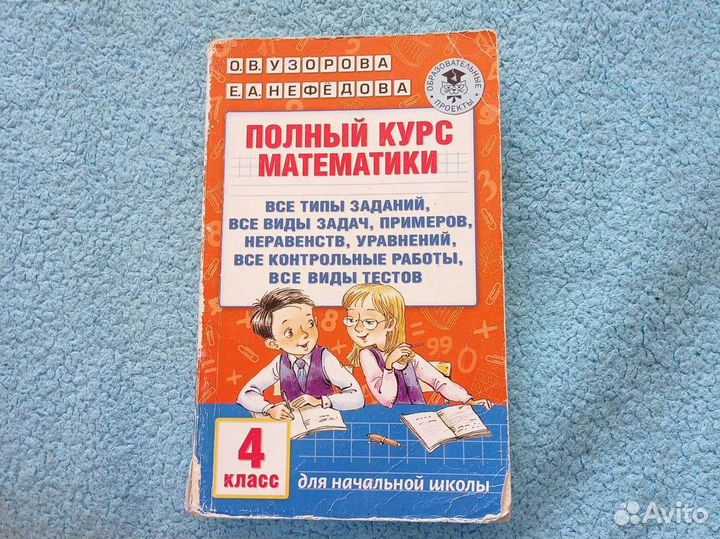 О.В.УЗОРОВА
Е.А.НЕФЁДОВА
ОБРАЗОВАТЕЛЬНЫЕ
ПРОЕКТЫ
ПОЛНЫЙ КУРС
МАТЕМАТИКИ
ВСЕ ТИПЫ ЗАДАНИЙ,
ВСЕ ВИДЫ ЗАДАЧ, ПРИМЕРОВ,
НЕРАВЕНСТВ, УРАВНЕНИЙ,
ВСЕ КОНТРОЛЬНЫЕ РАБОТЫ,
ВСЕ ВИДЫ ТЕСТОВ
4
класс
для начальной школы
Avito